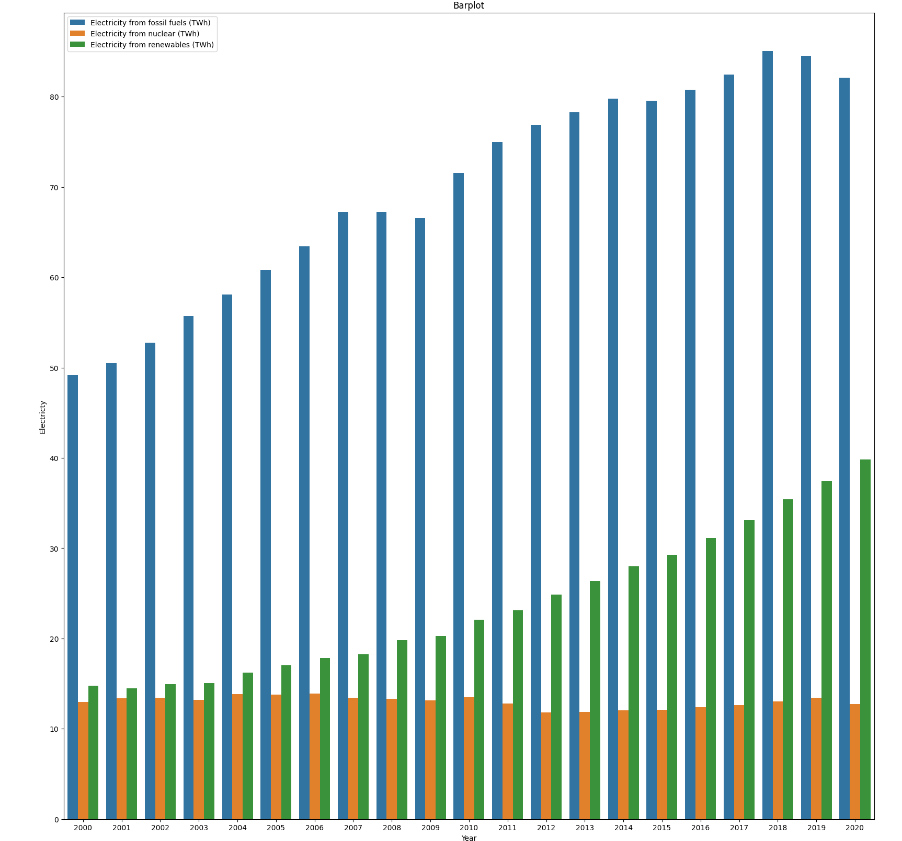 Barplot
Electricity from fossil fuels (TWh)
Electricity from nuclear (TWh)
Electricity from renewables (TWh)
80
70
60
50
40
30
20
10
0
Electricty
2000 2001 2002 2003 2004 2005 2006 2007 2008 2009 2010 2011 2012 2013 2014 2015 2016 2017 2018 2019 2020
Year